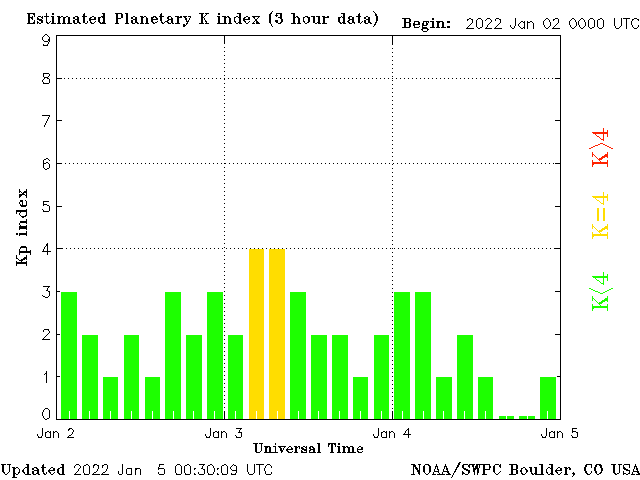 Estimated Planetary K index (3 hour data) Begin: 2022 Jan 02 0000 UTC
9
8
7
6
5
4
3
2
1
0
Kp index
K>4
K=4
K<4
Jan 2 Jan 3 Jan 4 Jan 5
Universal Time
Updated 2022 Jan 5 00:30:09 UTC NOAA/SWPC Boulder, CO USA